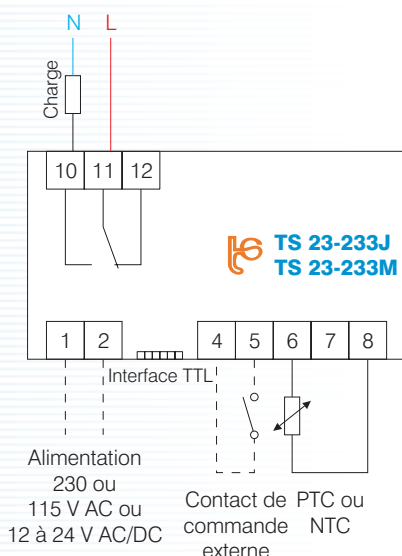 N L
Charge
10 11 12
TS 23-233J
TS 23-233M
1 2 4 5 6 7 8
Interface TTL
Alimentation
230 ou
115 V AC ou
12 à 24 V AC/DC
Contact de
commande
externe
PTC ou
NTC